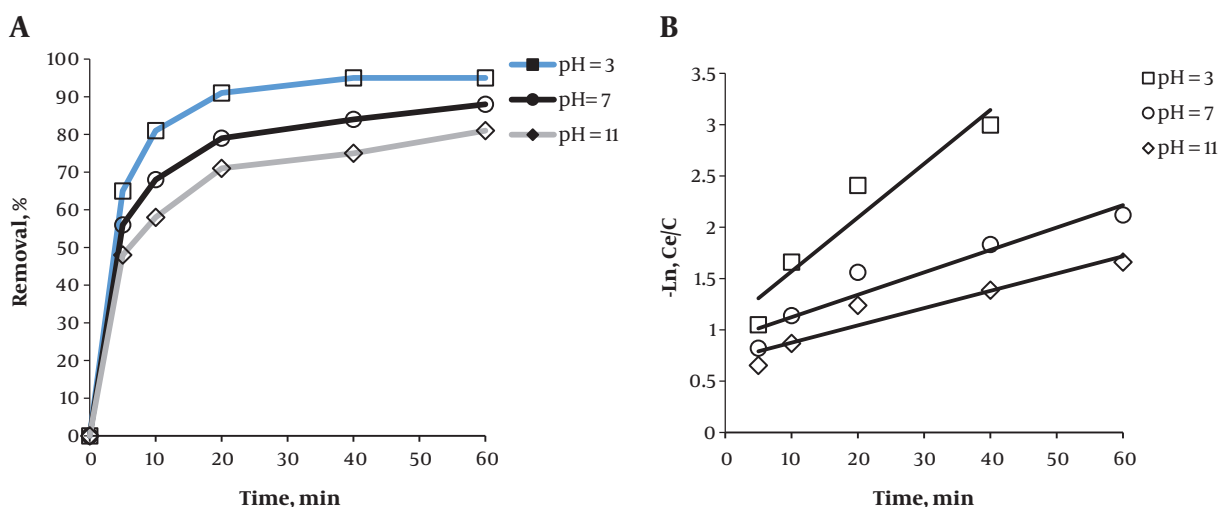 A
100
90
80
70
60
50
40
30
20
10
0
Removal, %
0 10 20 30 40 50 60
Time, min
pH = 3
pH= 7
pH = 11
B
3.5
3
2.5
2
1.5
1
0.5
0
-Ln, Ce/C
0 10 20 30 40 50 60
Time, min
pH = 3
pH = 7
pH = 11